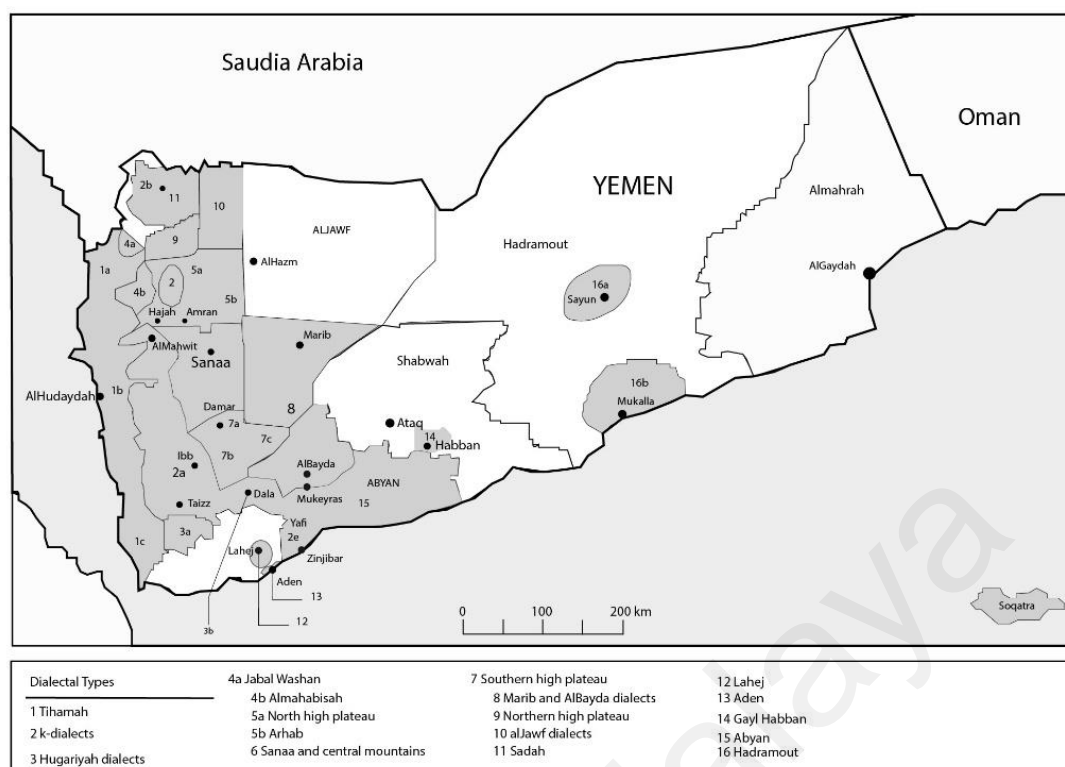 Saudi Arabia
Oman
YEMEN
2b
11
10
Almahrah
4a
9
ALJAWF
Hadramout
1a
5a
AlHazm
AlGaydah
2
4b
5b
16a
Sayun
Hajah
Amran
Marib
AlMahwit
Sanaa
Shabwah
16b
AlHudaydah
1b
Mukalla
Damar
8
7a
Ataq
14
7c
Habban
Ibb
7b
AlBayda
2a
ABYAN
Dala
Mukeyras
Taizz
15
Yafi
3a
1c
2e
Lahej
Zinjibar
Aden
13
0 100 200 km
Soqatra
12
3b
Dialectal Types
1 Tihamah
2 k-dialects
3 Hugariyah dialects
4a Jabal Washan
4b Almahabisah
5a North high plateau
5b Arhab
6 Sanaa and central mountains
7 Southern high plateau
8 Marib and AlBayda dialects
9 Northern high plateau
10 alJawf dialects
11 Sadah
12 Lahej
13 Aden
14 Gayl Habban
15 Abyan
16 Hadramout
alaya